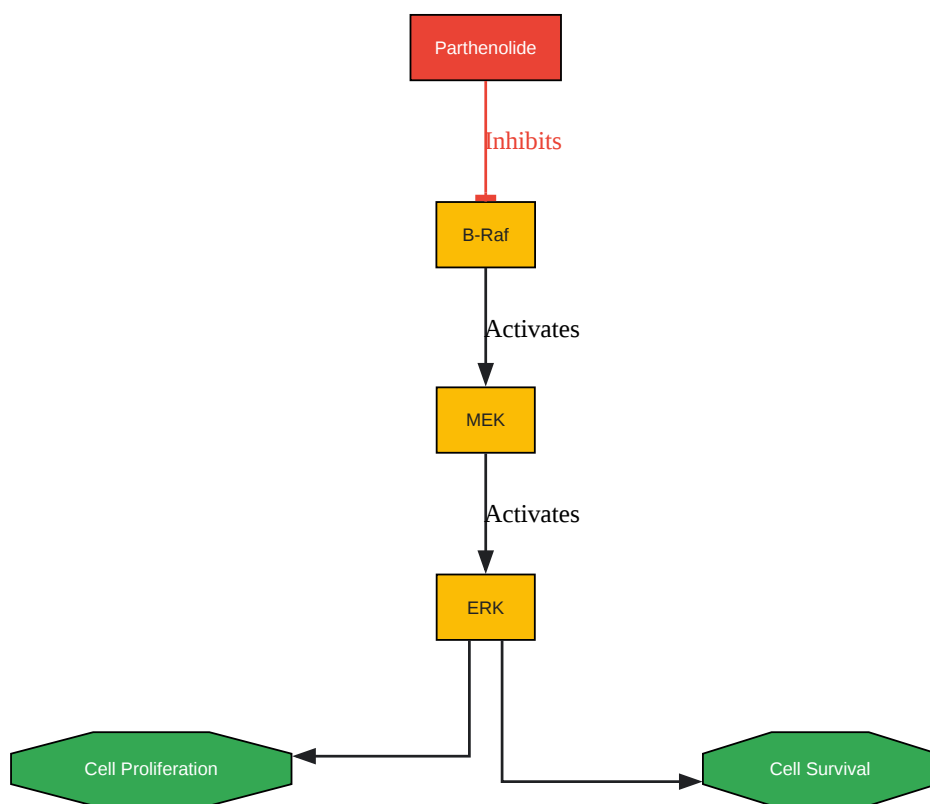 Parthenolide
Inhibits
B-Raf
Activates
MEK
Activates
ERK
Cell Proliferation
Cell Survival